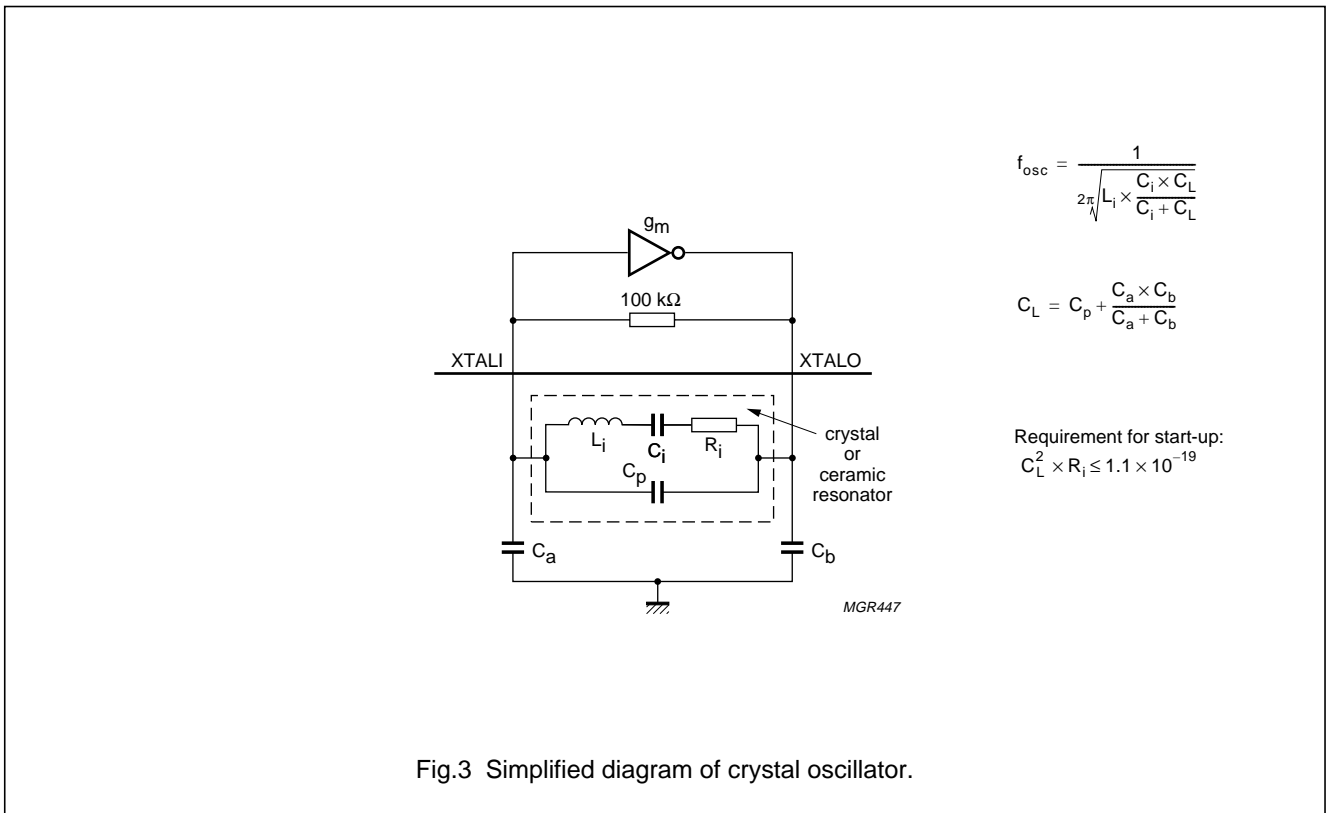 g_m
100 kΩ
XTALI
XTALO
L_i
C_i
R_i
C_p
crystal
or
ceramic
resonator
C_a
C_b
MGR447
f_osc = 1 / (2π√(L_i × (C_i × C_L) / (C_i + C_L)))
C_L = C_p + (C_a × C_b) / (C_a + C_b)
Requirement for start-up:
C_L^2 × R_i ≤ 1.1 × 10^−19
Fig.3 Simplified diagram of crystal oscillator.